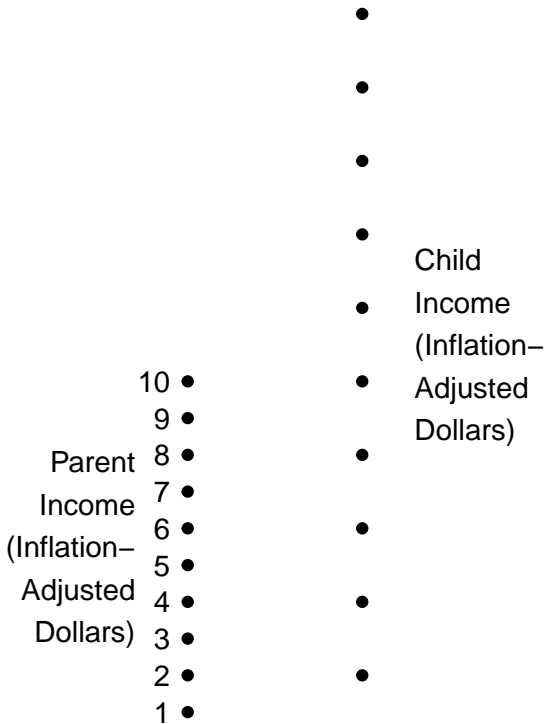 Child
Income
(Inflation−
Adjusted
Dollars)
10
9
8
7
6
5
4
3
2
1
Parent
Income
(Inflation−
Adjusted
Dollars)